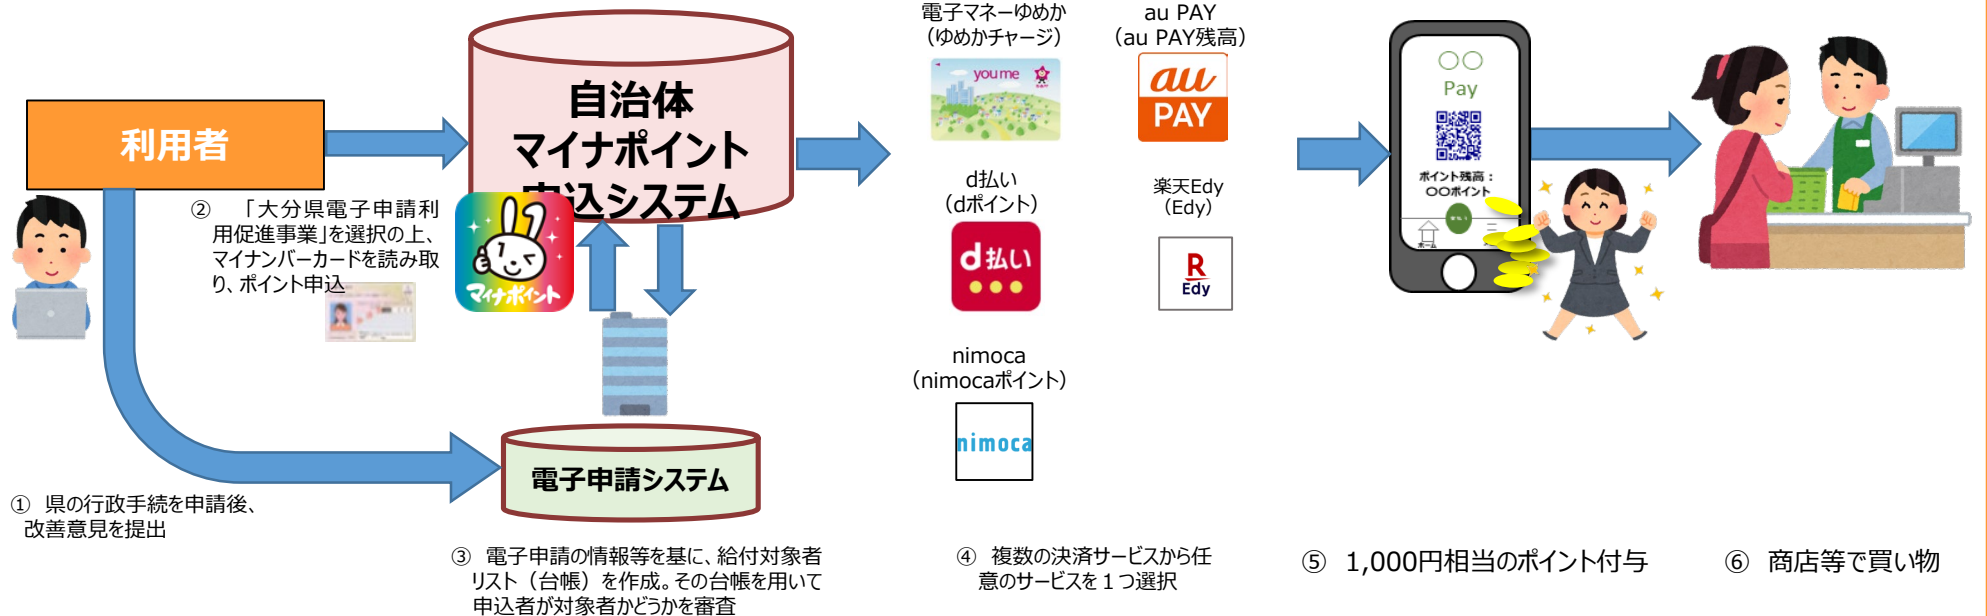 利用者
① 県の行政手続を申請後、
改善意見を提出
② 「大分県電子申請利
用促進事業」を選択の上、
マイナンバーカードを読み取
り、ポイント申込
自治体
マイナポイント
申込システム
マイナポイント
電子申請システム
③ 電子申請の情報等を基に、給付対象者
リスト（台帳）を作成。その台帳を用いて
申込者が対象者かどうかを審査
電子マネーゆめか
（ゆめかチャージ）
youme
au PAY
（au PAY残高）
au
PAY
d払い
（dポイント）
d払い
楽天Edy
（Edy）
R
Edy
nimoca
（nimocaポイント）
nimoca
④ 複数の決済サービスから任
意のサービスを１つ選択
〇〇
Pay
ポイント残高：
〇〇ポイント
ホーム
⑤ 1,000円相当のポイント付与
⑥ 商店等で買い物